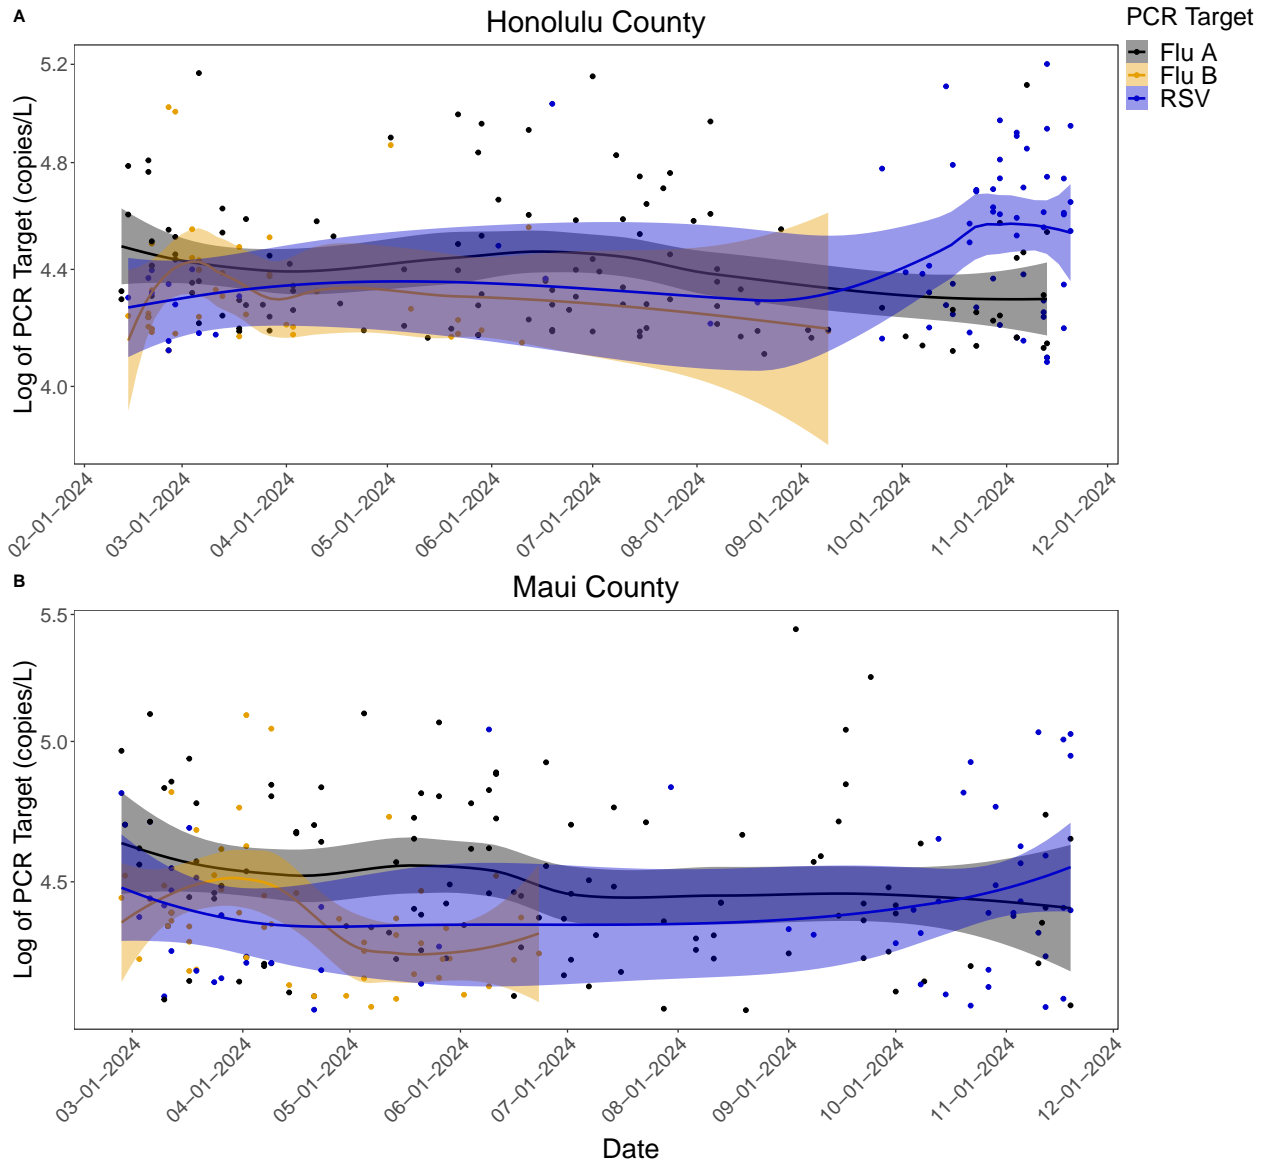 A
Honolulu County
PCR Target
Flu A
Flu B
RSV
Log of PCR Target (copies/L)
5.2
4.8
4.4
4.0
02−01−2024
03−01−2024
04−01−2024
05−01−2024
06−01−2024
07−01−2024
08−01−2024
09−01−2024
10−01−2024
11−01−2024
12−01−2024
B
Maui County
Log of PCR Target (copies/L)
5.5
5.0
4.5
03−01−2024
04−01−2024
05−01−2024
06−01−2024
07−01−2024
08−01−2024
09−01−2024
10−01−2024
11−01−2024
12−01−2024
Date